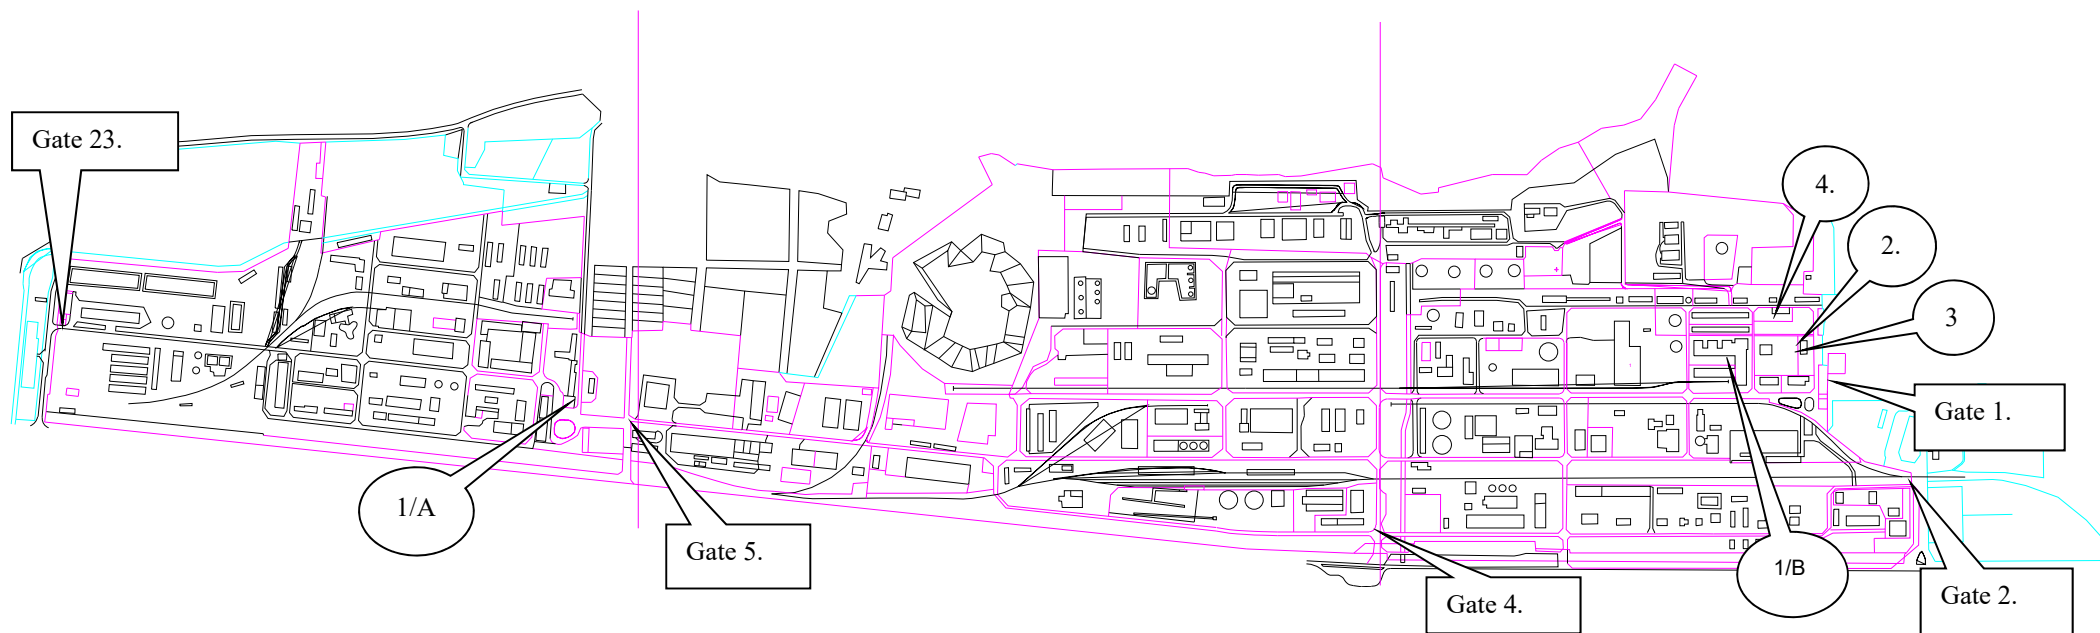 Gate 23.
4.
2.
3
Gate 1.
1/A
Gate 5.
1/B
Gate 4.
Gate 2.